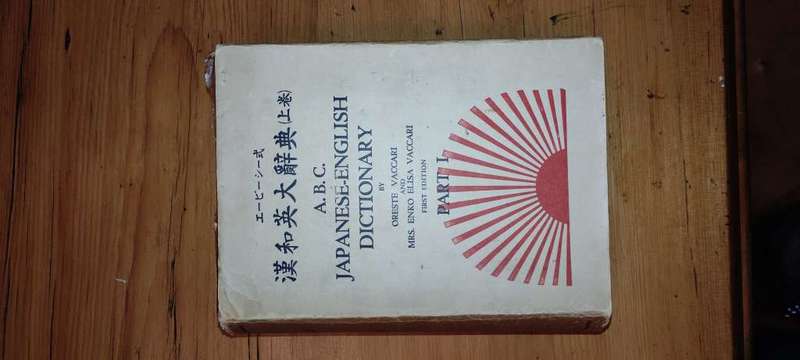 エービーシー式
漢和英大辭典(上巻)
A.B.C.
JAPANESE-ENGLISH
DICTIONARY
BY
ORESTE VACCARI
AND
MRS. ENKO ELISA VACCARI
FIRST EDITION
PART I